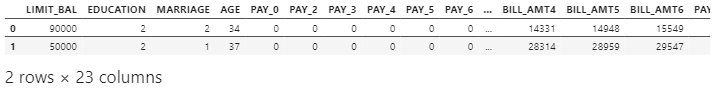 LIMIT_BAL EDUCATION MARRIAGE AGE PAY_0 PAY_2 PAY_3 PAY_4 PAY_5 PAY_6 ... BILL_AMT4 BILL_AMT5 BILL_AMT6 PAY
0 90000 2 2 34 0 0 0 0 0 0 ... 14331 14948 15549
1 50000 2 1 37 0 0 0 0 0 0 ... 28314 28959 29547
2 rows × 23 columns